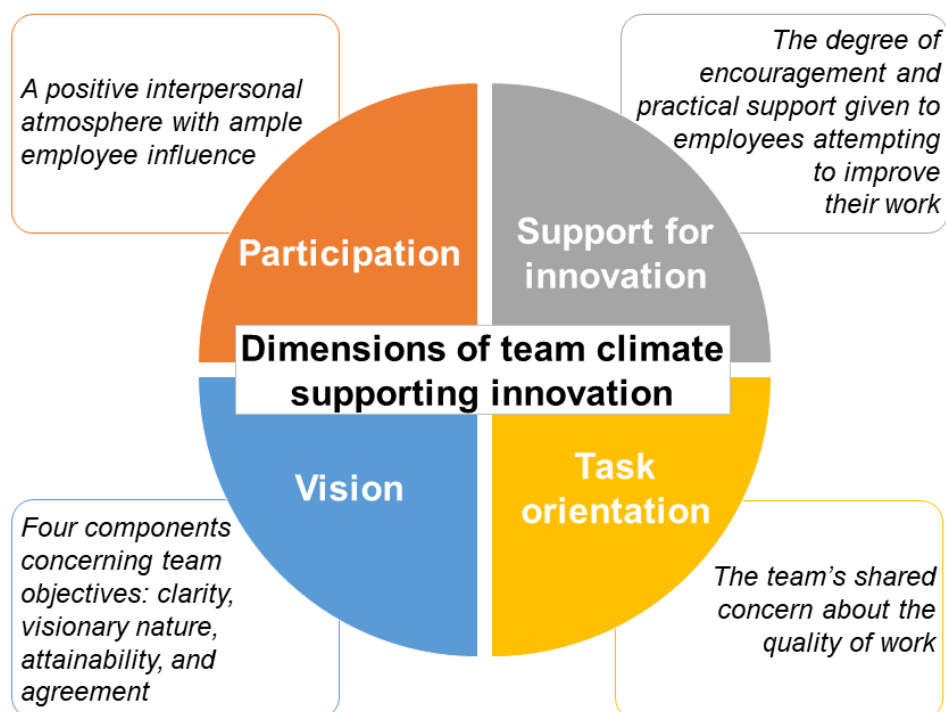 A positive interpersonal
atmosphere with ample
employee influence
The degree of
encouragement and
practical support given to
employees attempting
to improve
their work
Participation
Support for
innovation
Dimensions of team climate
supporting innovation
Vision
Task
orientation
Four components
concerning team
objectives: clarity,
visionary nature,
attainability, and
agreement
The team’s shared
concern about the
quality of work